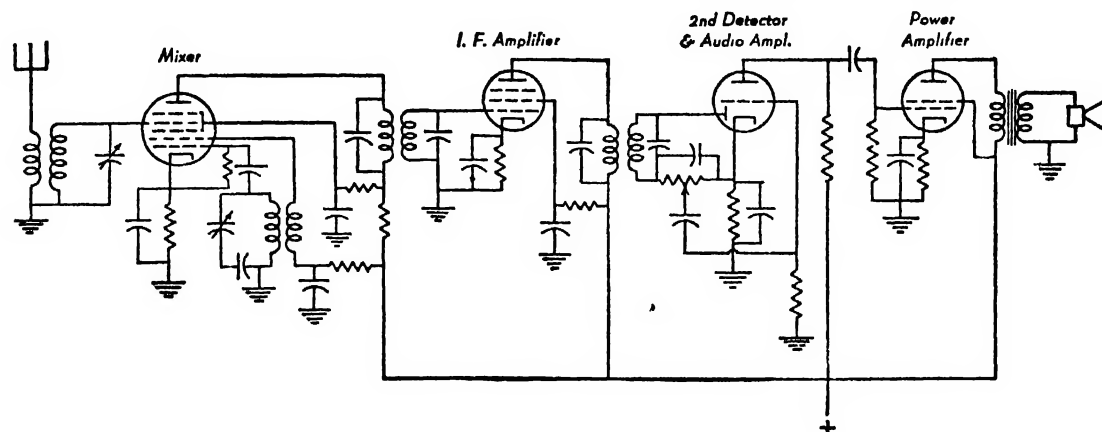 Mixer
I. F. Amplifier
2nd Detector
& Audio Ampl.
Power
Amplifier
+